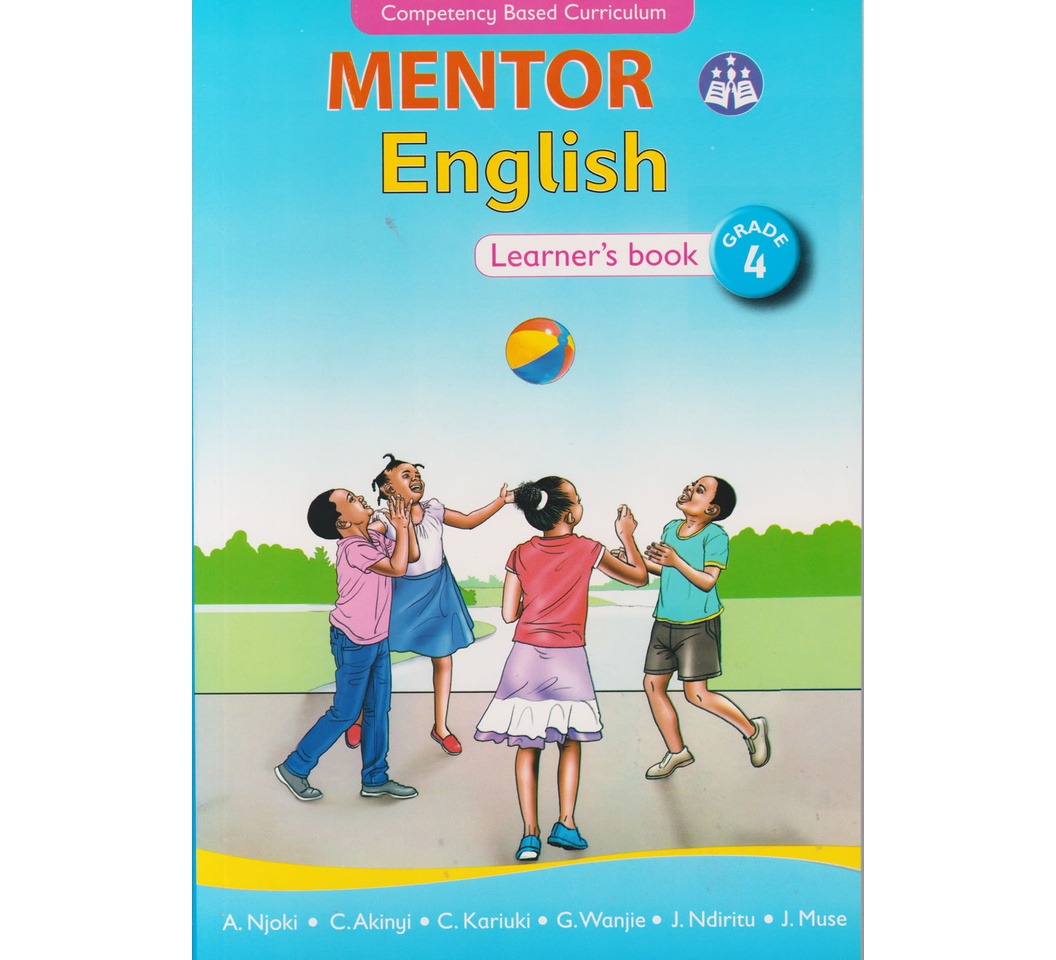 Competency Based Curriculum
MENTOR
English
Learner's book
GRADE
4
A. Njoki • C. Akinyi • C. Kariuki • G. Wanjie • J. Ndiritu • J. Muse